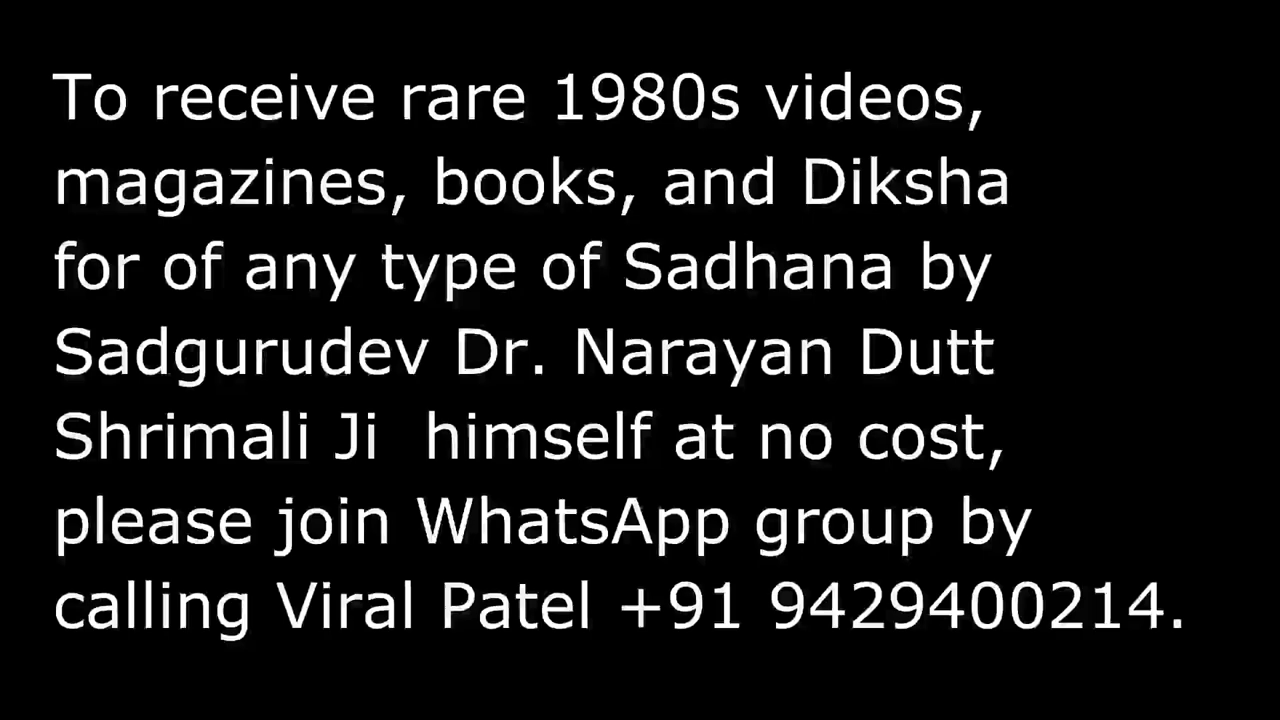 To receive rare 1980s videos,
magazines, books, and Diksha
for of any type of Sadhana by
Sadgurudev Dr. Narayan Dutt
Shrimali Ji  himself at no cost,
please join WhatsApp group by
calling Viral Patel +91 9429400214.